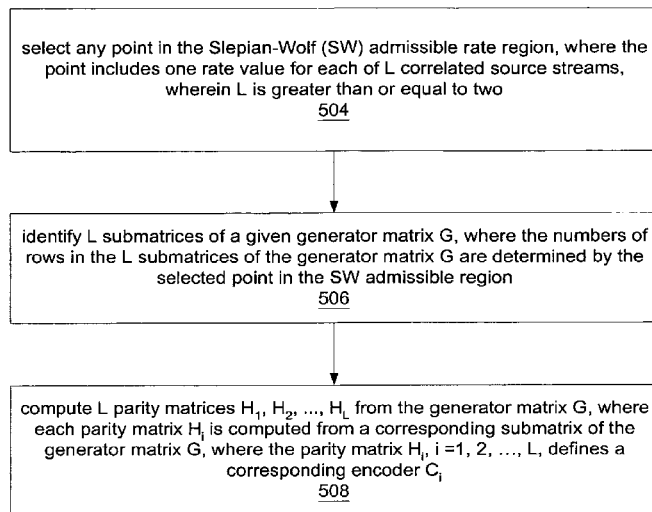 select any point in the Slepian-Wolf (SW) admissible rate region, where the
point includes one rate value for each of L correlated source streams,
wherein L is greater than or equal to two
504
identify L submatrices of a given generator matrix G, where the numbers of
rows in the L submatrices of the generator matrix G are determined by the
selected point in the SW admissible region
506
compute L parity matrices H₁, H₂, ..., H_L from the generator matrix G, where
each parity matrix H_i is computed from a corresponding submatrix of the
generator matrix G, where the parity matrix H_i, i =1, 2, ..., L, defines a
corresponding encoder C_i
508